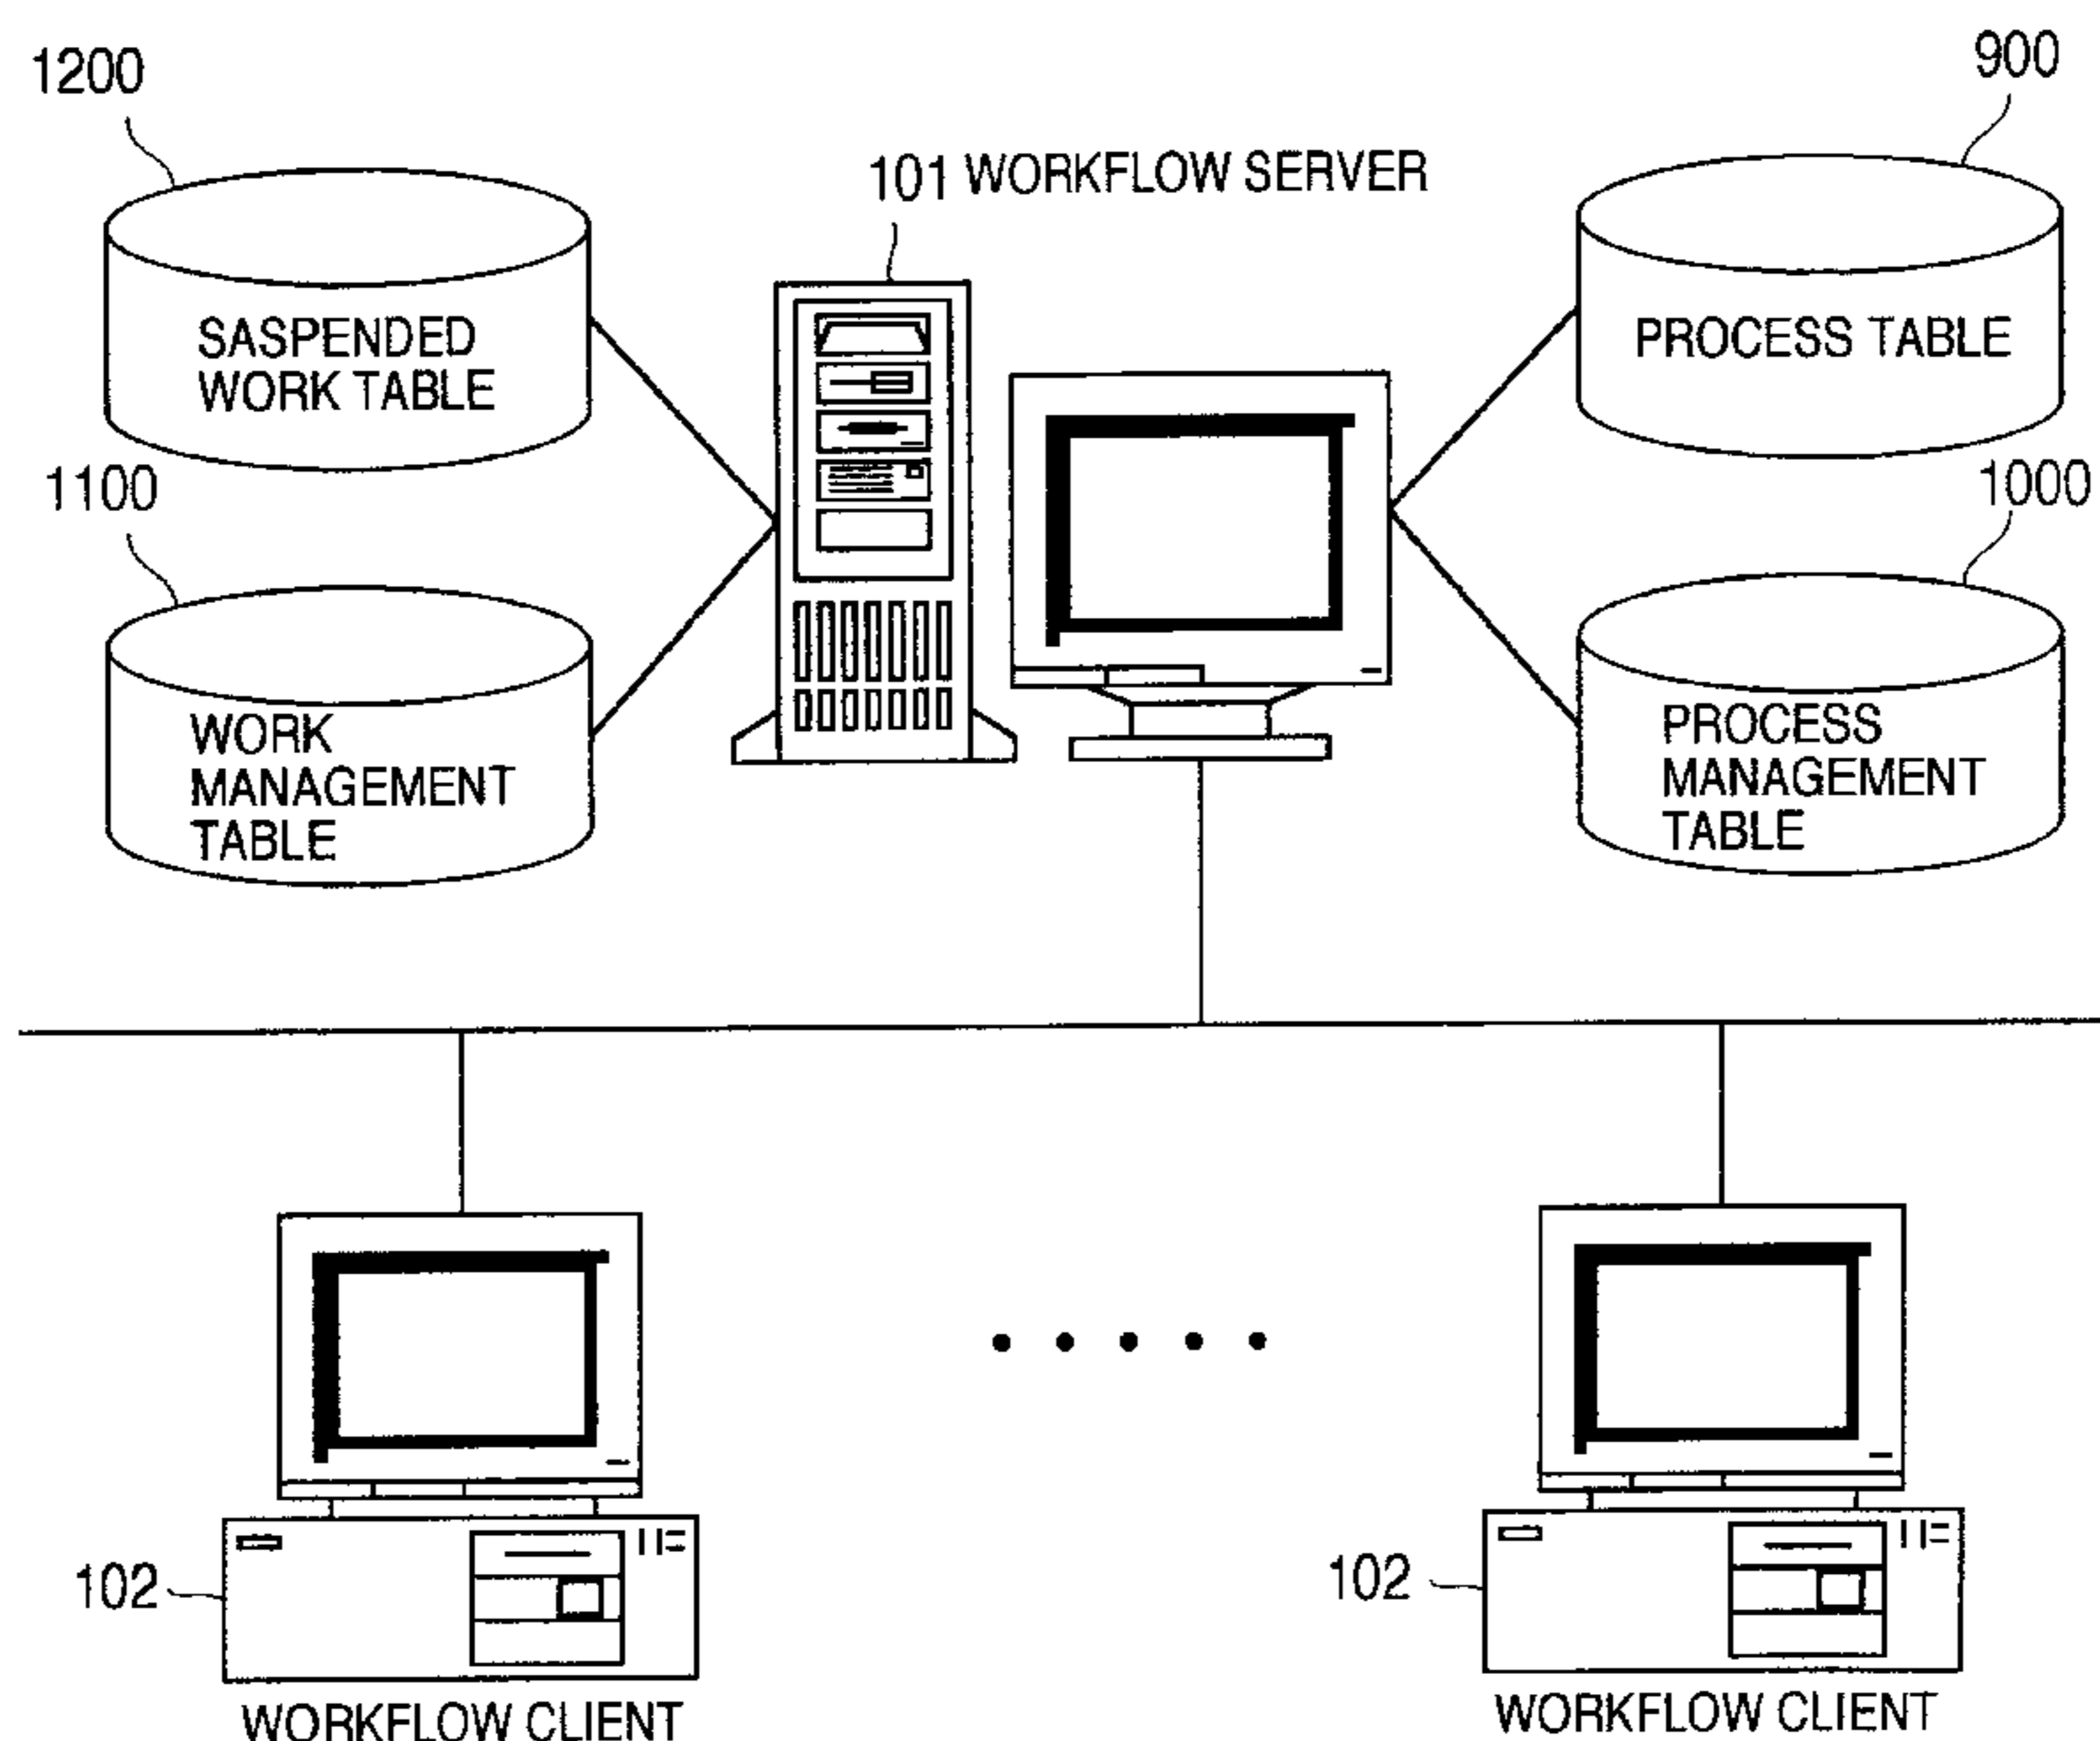 1200
900
101 WORKFLOW SERVER
SASPENDED
WORK TABLE
PROCESS TABLE
1100
1000
WORK
MANAGEMENT
TABLE
PROCESS
MANAGEMENT
TABLE
102
102
WORKFLOW CLIENT
WORKFLOW CLIENT